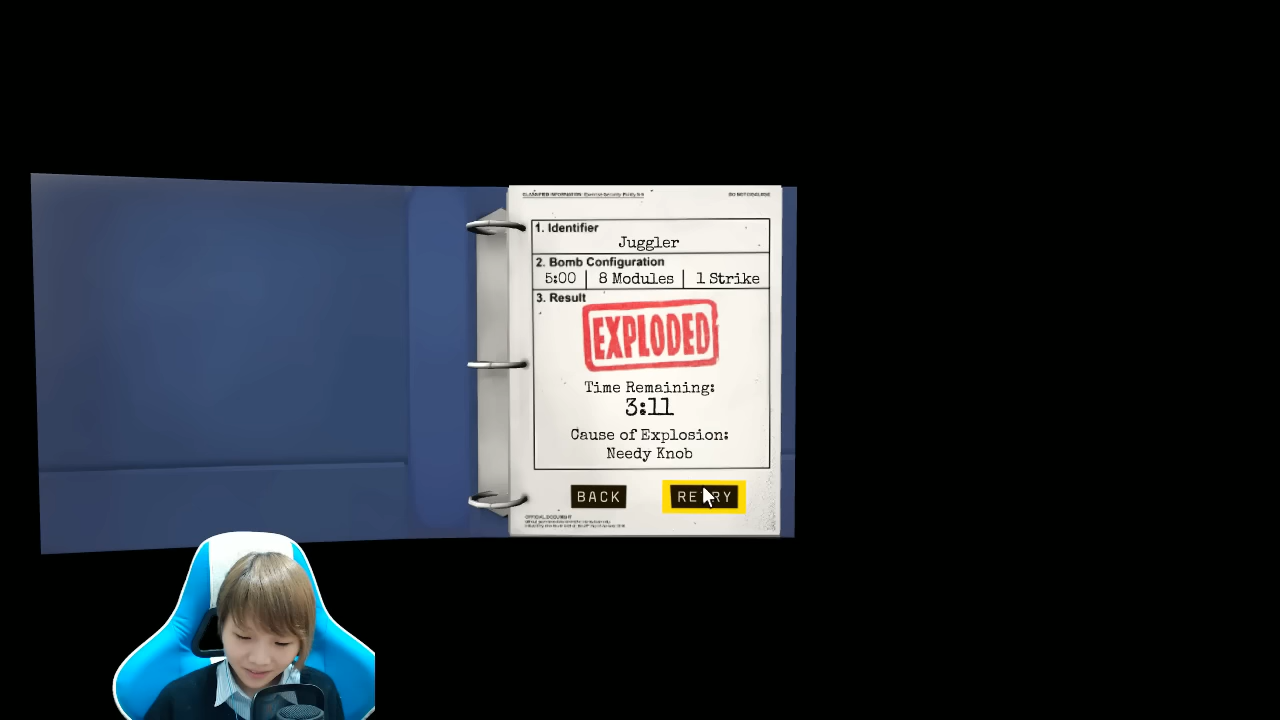 1. Identifier
Juggler
2. Bomb Configuration
5:00 8 Modules 1 Strike
3. Result
EXPLODED
Time Remaining:
3:11
Cause of Explosion:
Needy Knob
BACK RETRY